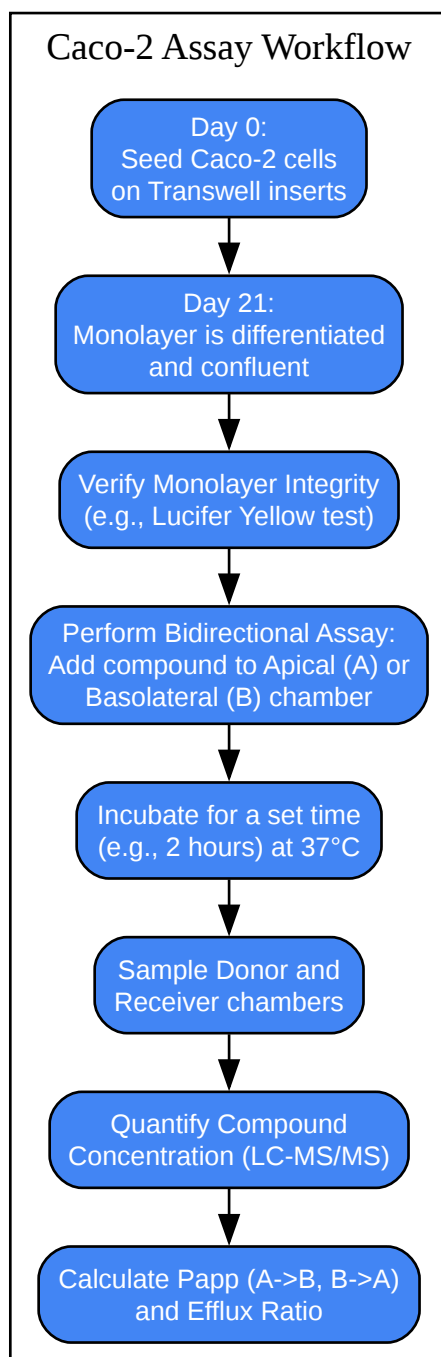 Caco-2 Assay Workflow
Day 0:
Seed Caco-2 cells
on Transwell inserts
Day 21:
Monolayer is differentiated
and confluent
Verify Monolayer Integrity
(e.g., Lucifer Yellow test)
Perform Bidirectional Assay:
Add compound to Apical (A) or
Basolateral (B) chamber
Incubate for a set time
(e.g., 2 hours) at 37°C
Sample Donor and
Receiver chambers
Quantify Compound
Concentration (LC-MS/MS)
Calculate Papp (A->B, B->A)
and Efflux Ratio